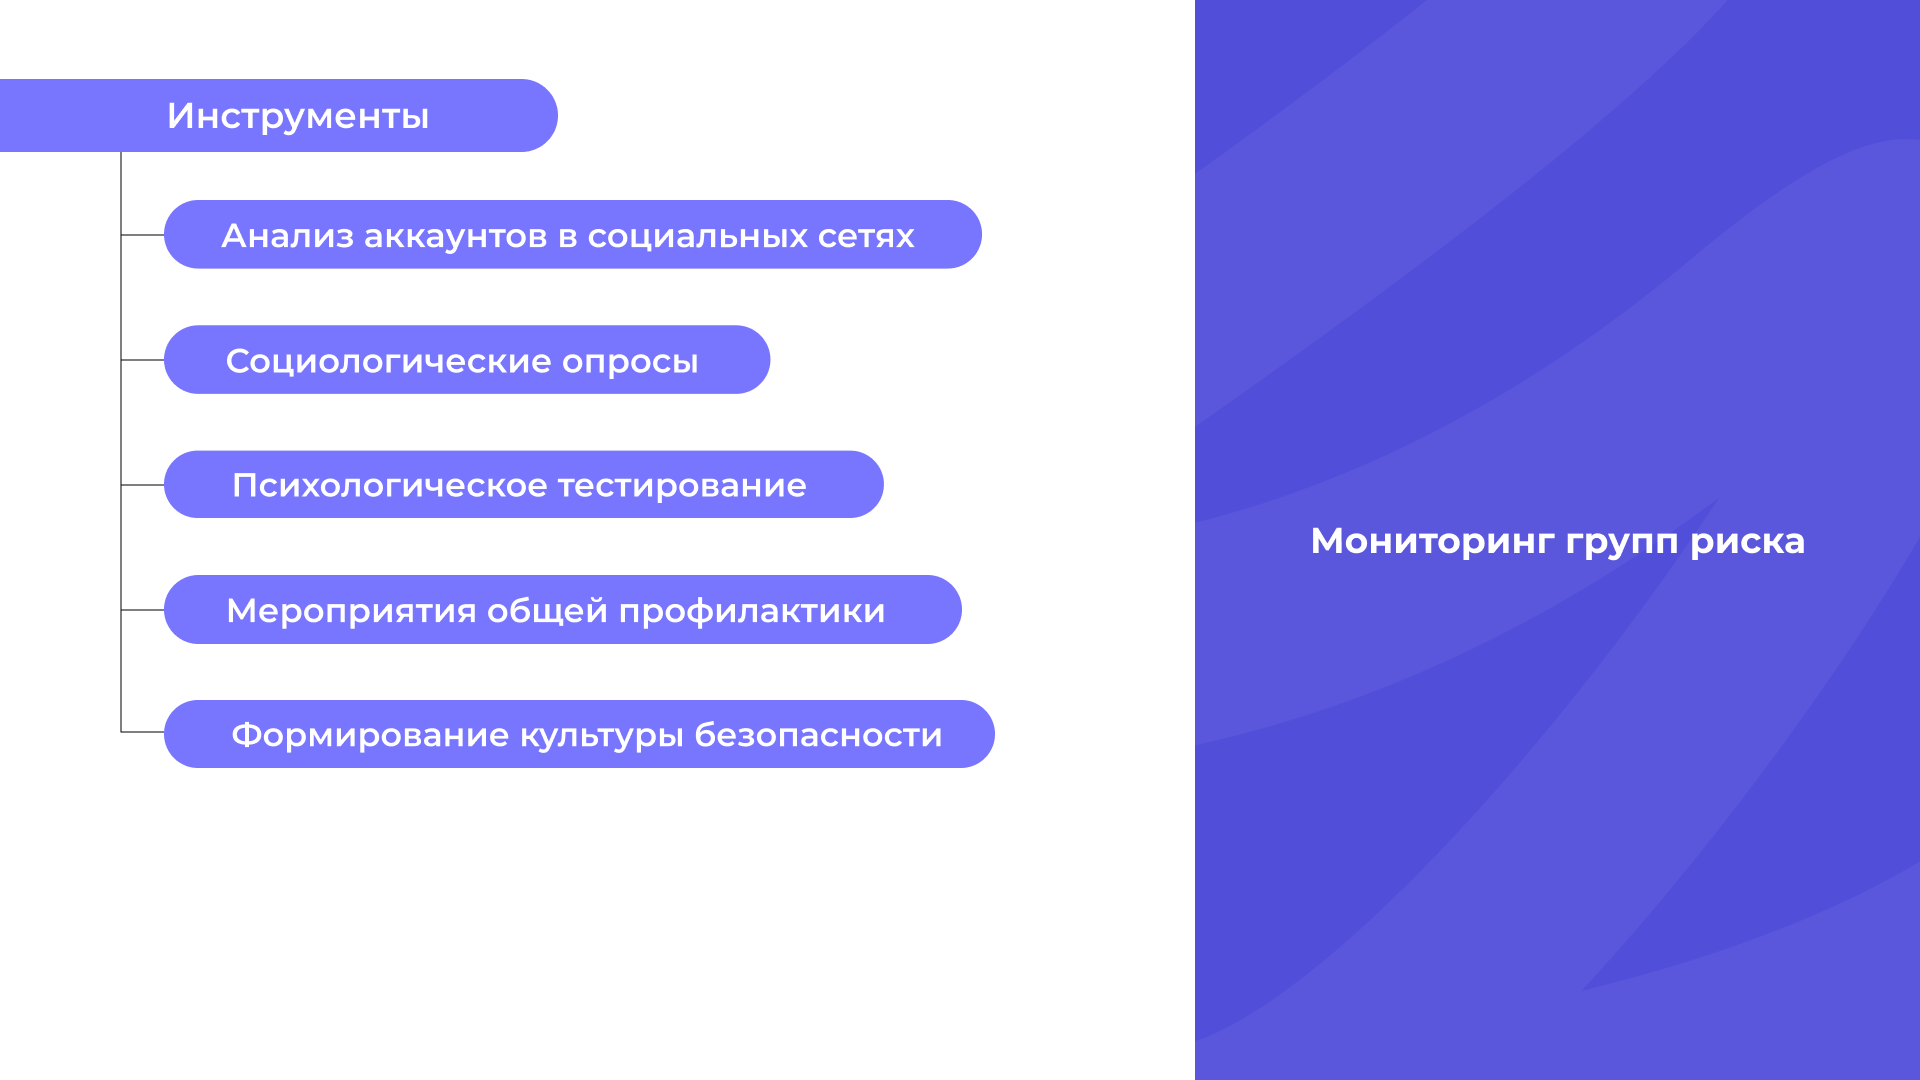 Инструменты
Анализ аккаунтов в социальных сетях
Социологические опросы
Психологическое тестирование
Мероприятия общей профилактики
Формирование культуры безопасности
Мониторинг групп риска